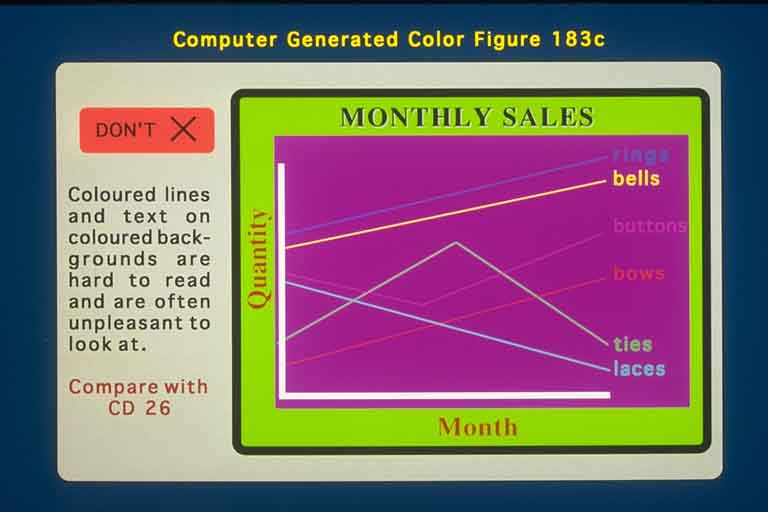 Computer Generated Color Figure 183c
DON'T
Coloured lines
and text on
coloured back-
grounds are
hard to read
and are often
unpleasant to
look at.
Compare with
CD 26
MONTHLY SALES
Quantity
rings
bells
buttons
bows
ties
laces
Month